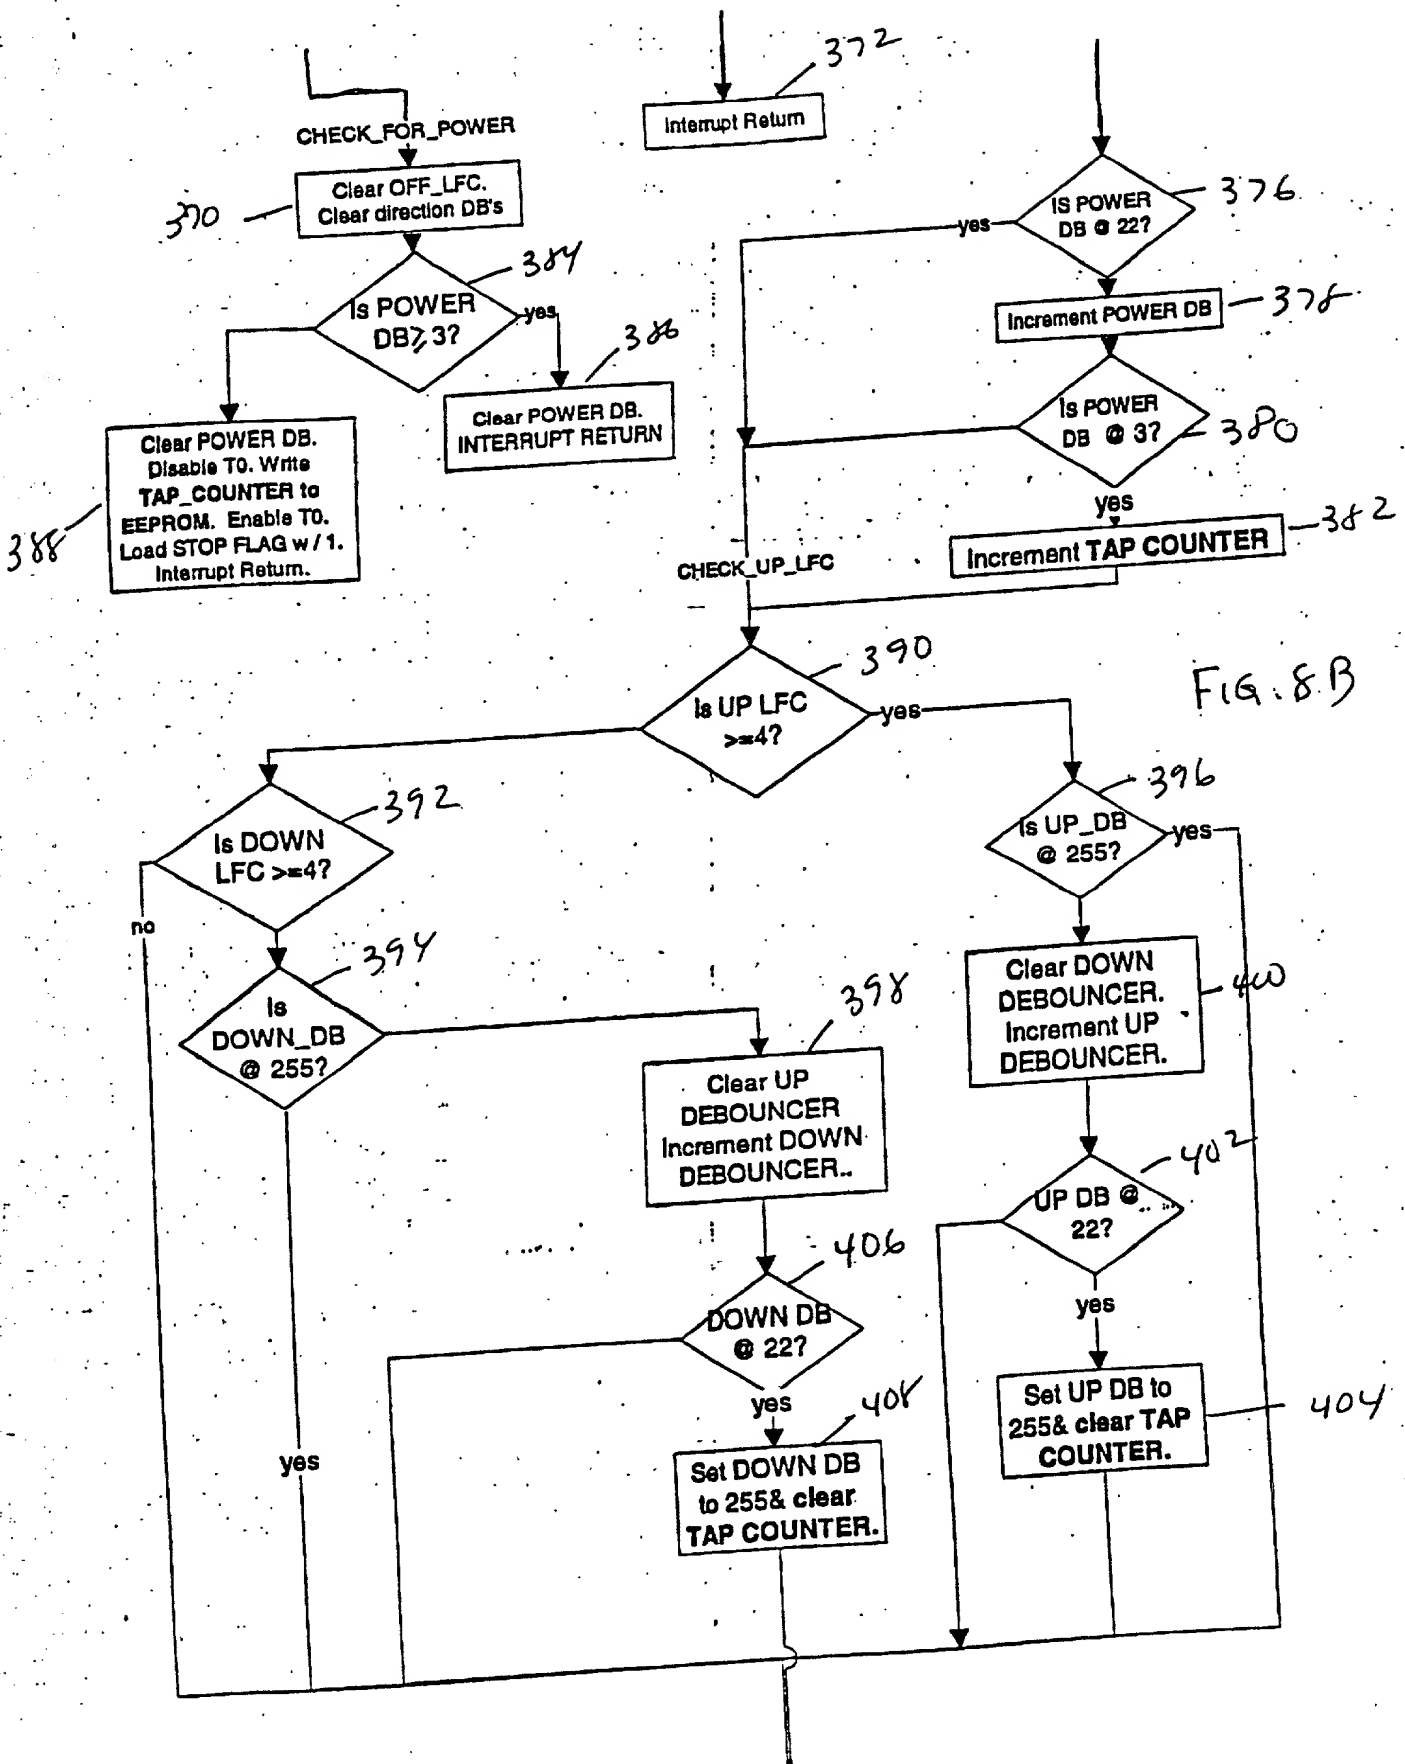 372
Interrupt Return
CHECK_FOR_POWER
Clear OFF_LFC.
Clear direction DB's
370
384
Is POWER
DB≥3?
yes
386
Clear POWER DB.
INTERRUPT RETURN
Clear POWER DB.
Disable T0. Write
TAP_COUNTER to
EEPROM. Enable T0.
Load STOP FLAG w / 1.
Interrupt Return.
388
376
IS POWER
DB @ 22?
yes
Increment POWER DB
378
Is POWER
DB @ 3?
380
yes
382
Increment TAP COUNTER
CHECK_UP_LFC
390
Is UP LFC
>=4?
yes
FIG. 8B
392
Is DOWN
LFC >=4?
no
394
Is
DOWN_DB
@ 255?
yes
396
Is UP_DB
@ 255?
yes
398
Clear UP
DEBOUNCER
Increment DOWN
DEBOUNCER..
Clear DOWN
DEBOUNCER.
Increment UP
DEBOUNCER.
400
402
UP DB @
22?
yes
406
DOWN DB
@ 22?
yes
408
Set DOWN DB
to 255& clear
TAP COUNTER.
Set UP DB to
255& clear TAP
COUNTER.
404